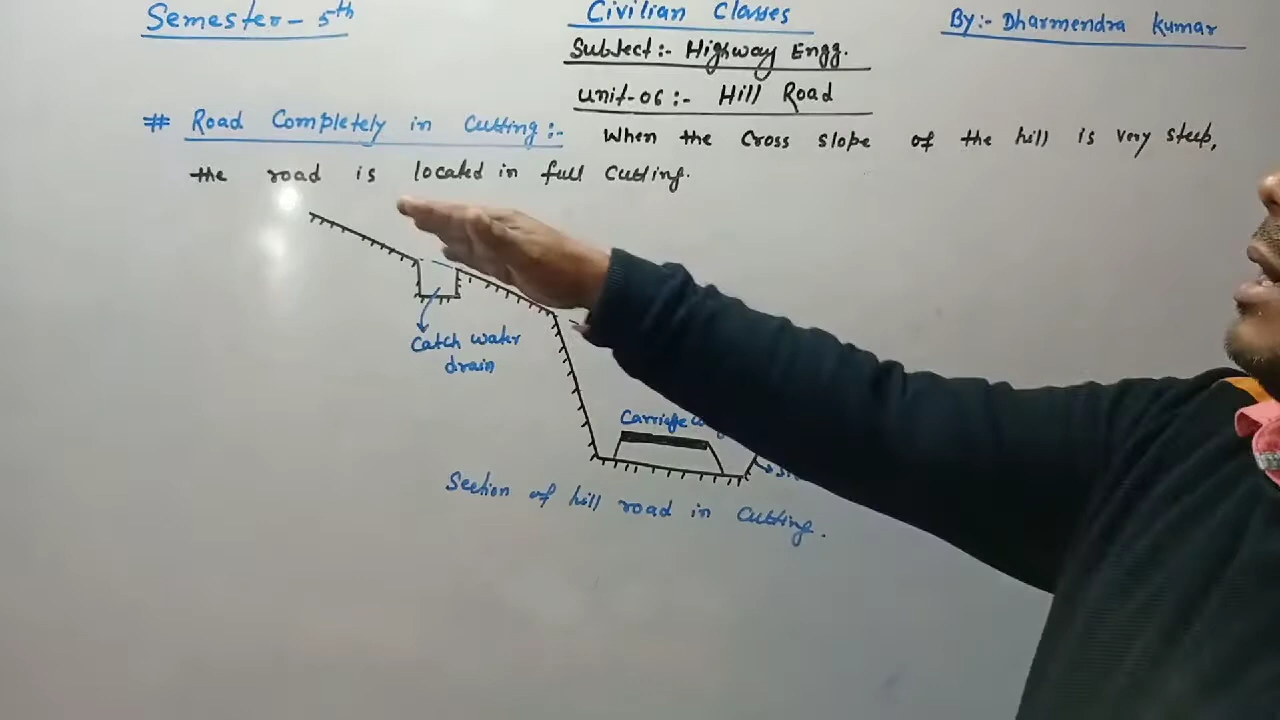 Semester - 5th
Civilian Classes
By:- Dharmendra Kumar
Subject:- Highway Engg.
Unit-06:- Hill Road
# Road Completely in Cutting:- When the Cross slope of the hill is very steep,
the road is located in full Cutting.
Catch water
drain
Section of hill road in Cutting.